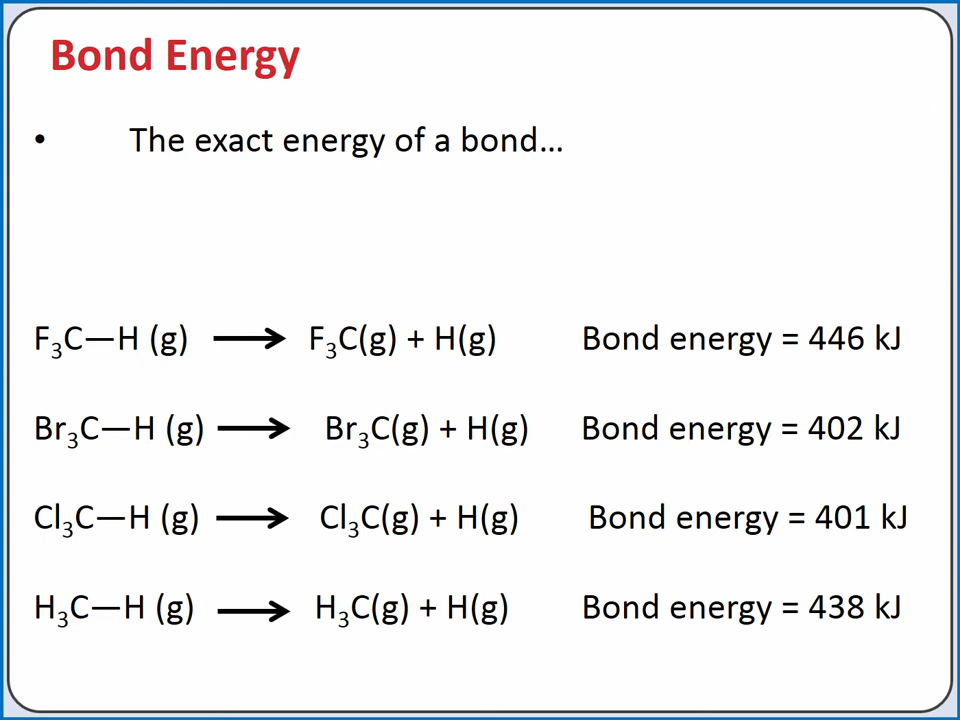 Bond Energy
• The exact energy of a bond…
F₃C—H (g) ⟶ F₃C(g) + H(g) Bond energy = 446 kJ
Br₃C—H (g) ⟶ Br₃C(g) + H(g) Bond energy = 402 kJ
Cl₃C—H (g) ⟶ Cl₃C(g) + H(g) Bond energy = 401 kJ
H₃C—H (g) ⟶ H₃C(g) + H(g) Bond energy = 438 kJ